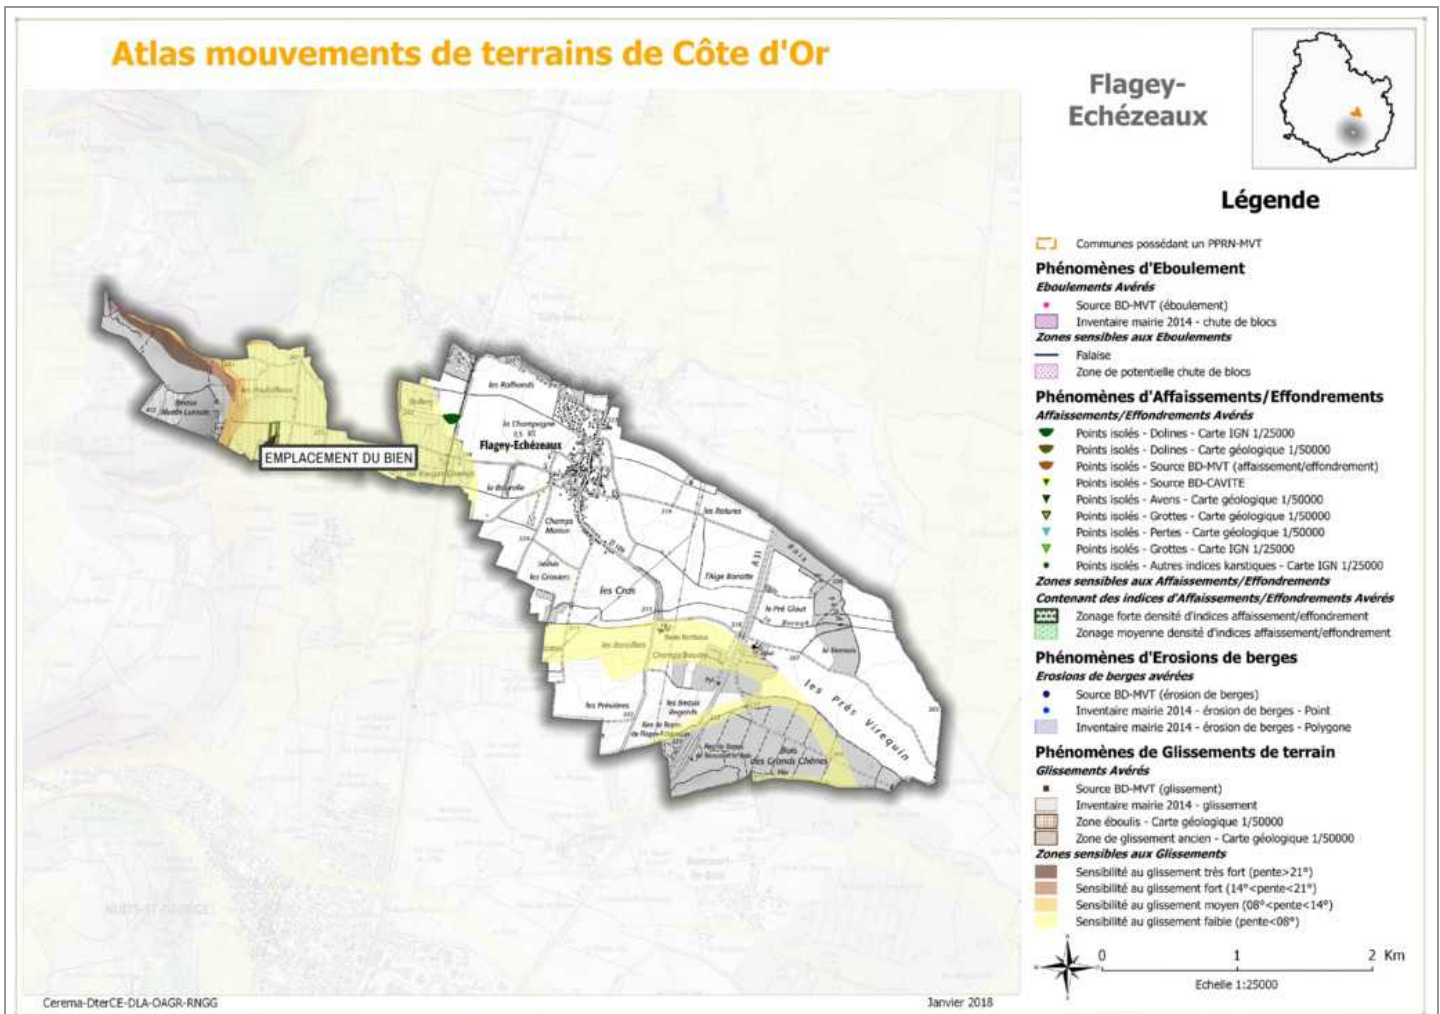 Atlas mouvements de terrains de Côte d'Or
Flagey-
Echézeaux
Légende
Communes possédant un PPRN-MVT
Phénomènes d'Eboulement
Eboulements Avérés
Source BD-MVT (éboulement)
Inventaire mairie 2014 - chute de blocs
Zones sensibles aux Eboulements
Falaise
Zone de potentielle chute de blocs
Phénomènes d'Affaissements/Effondrements
Affaissements/Effondrements Avérés
Points isolés - Dolines - Carte IGN 1/25000
Points isolés - Dolines - Carte géologique 1/50000
Points isolés - Source BD-MVT (affaissement/effondrement)
Points isolés - Source BD-CAVITE
Points isolés - Avens - Carte géologique 1/50000
Points isolés - Grottes - Carte géologique 1/50000
Points isolés - Pertes - Carte géologique 1/50000
Points isolés - Grottes - Carte IGN 1/25000
Points isolés - Autres indices karstiques - Carte IGN 1/25000
Zones sensibles aux Affaissements/Effondrements
Contenant des indices d'Affaissements/Effondrements Avérés
Zonage forte densité d'indices affaissement/effondrement
Zonage moyenne densité d'indices affaissement/effondrement
Phénomènes d'Erosions de berges
Erosions de berges avérées
Source BD-MVT (érosion de berges)
Inventaire mairie 2014 - érosion de berges - Point
Inventaire mairie 2014 - érosion de berges - Polygone
Phénomènes de Glissements de terrain
Glissements Avérés
Source BD-MVT (glissement)
Inventaire mairie 2014 - glissement
Zone éboulis - Carte géologique 1/50000
Zone de glissement ancien - Carte géologique 1/50000
Zones sensibles aux Glissements
Sensibilité au glissement très fort (pente>21°)
Sensibilité au glissement fort (14°<pente<21°)
Sensibilité au glissement moyen (08°<pente<14°)
Sensibilité au glissement faible (pente<08°)
0 1 2 Km
Echelle 1:25000
les Rolhonds
la Champagne
Flagey-Echézeaux
EMPLACEMENT DU BIEN
Champs
les Rotures
les Graviers
les Cras
l'Aige Banotte
A 31
le Pré Glout
les Prévières
les Beaux
Regards
les Prés Virequin
Bois
des Grands Chênes
NUITS-ST-GEORGES
Cerema-DterCE-DLA-OAGR-RNGG
Janvier 2018